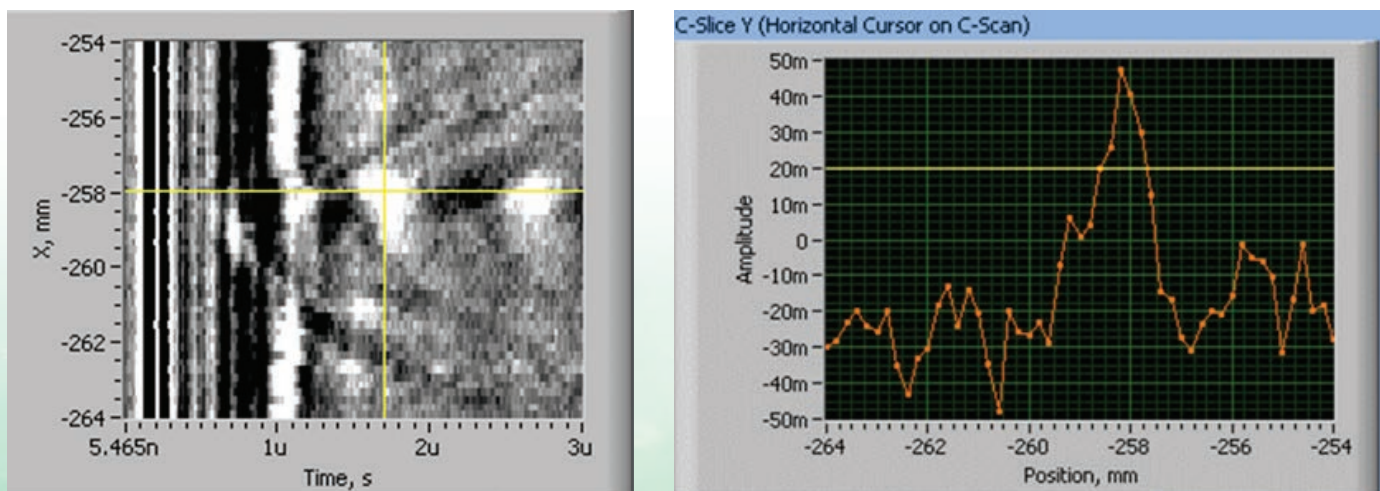 -254
-256
-258
-260
-262
-264
X, mm
5.465n 1u 2u 3u
Time, s
C-Slice Y (Horizontal Cursor on C-Scan)
50m
40m
30m
20m
10m
0
-10m
-20m
-30m
-40m
-50m
Amplitude
-264 -262 -260 -258 -256 -254
Position, mm